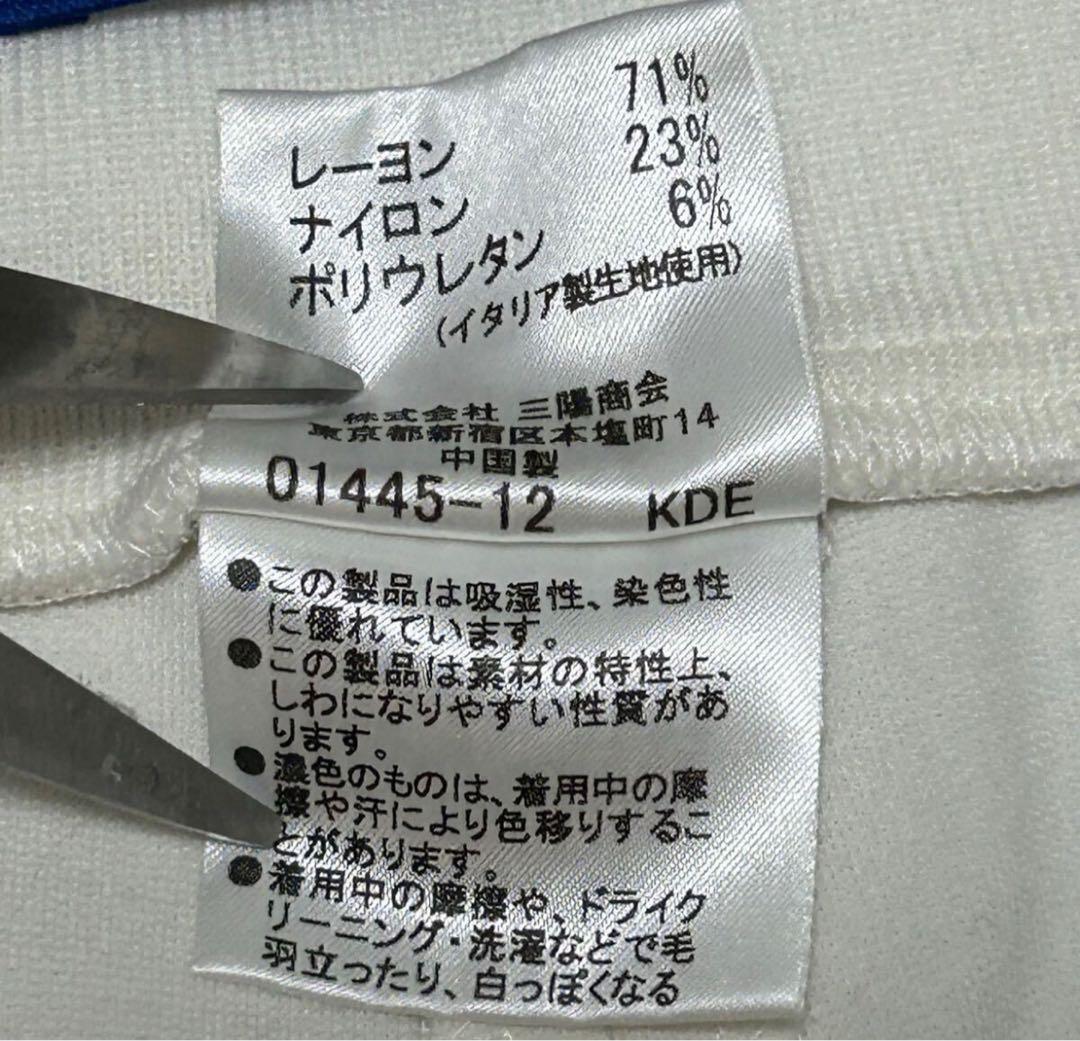 レーヨン 71%
ナイロン 23%
ポリウレタン 6%
(イタリア製生地使用)
株式会社 三陽商会
東京都新宿区本塩町14
中国製
01445-12 KDE
●この製品は吸湿性、染色性
に優れています。
●この製品は素材の特性上、
しわになりやすい性質があ
ります。
●濃色のものは、着用中の摩
擦や汗により色移りするこ
とがあります。
●着用中の摩擦や、ドライク
リーニング・洗濯などで毛
羽立ったり、白っぽくなる